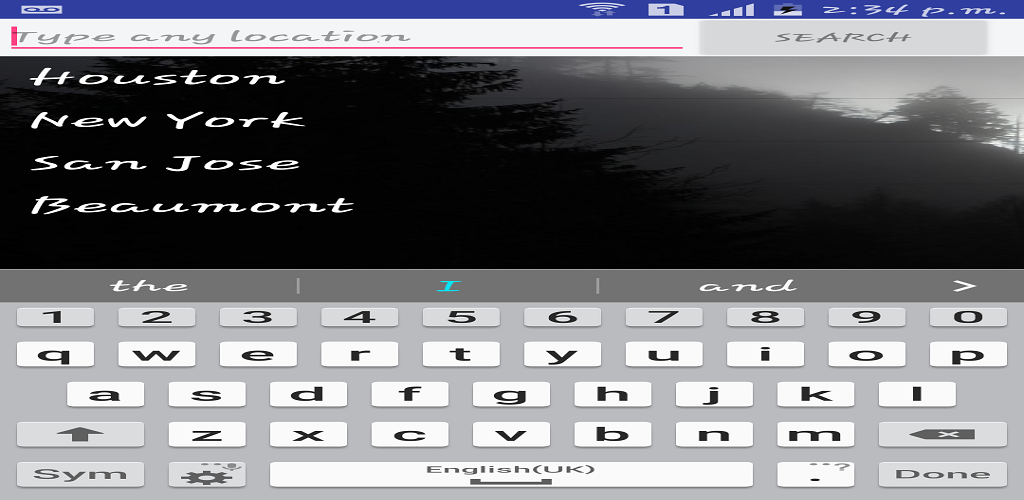 1 2:34 p.m.
Type any location SEARCH
Houston
New York
San Jose
Beaumont
the I and >
1 2 3 4 5 6 7 8 9 0
q w e r t y u i o p
a s d f g h j k l
z x c v b n m
Sym English(UK) . ? Done